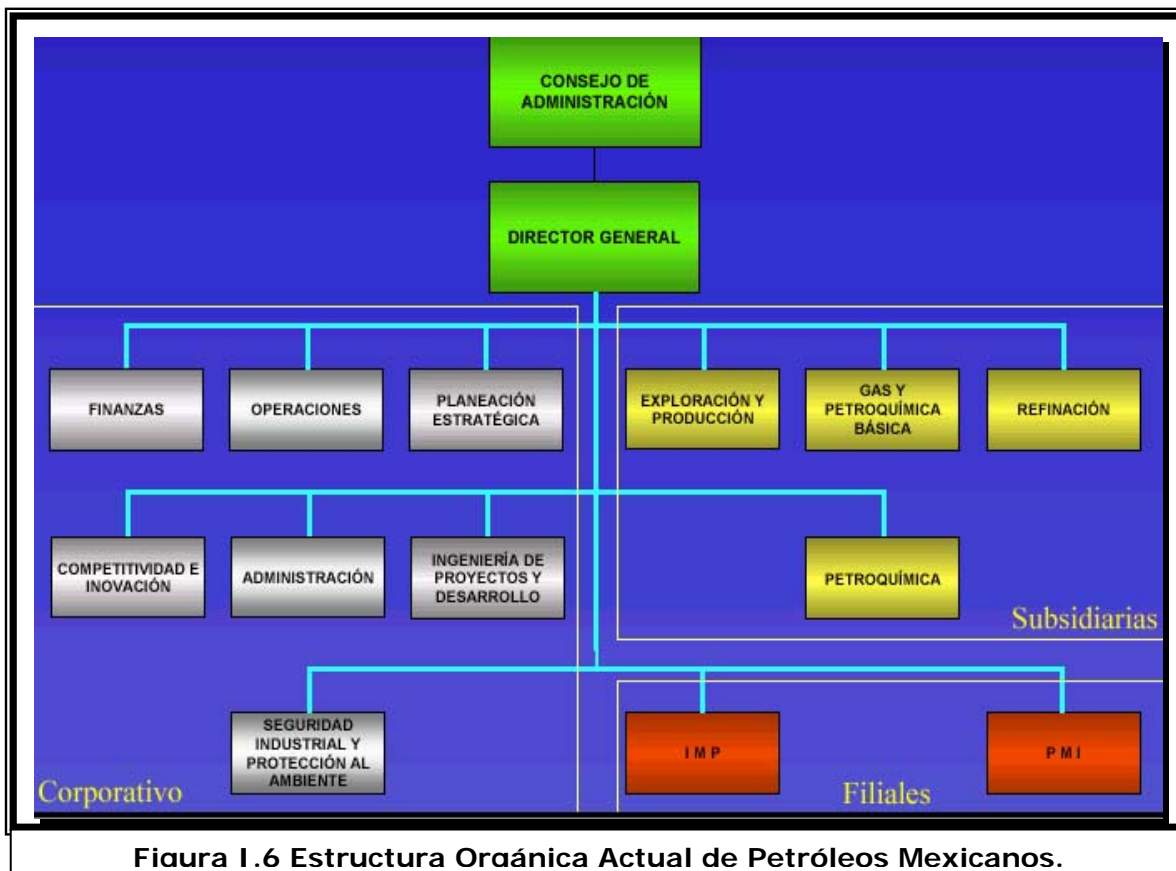 CONSEJO DE
ADMINISTRACIÓN
DIRECTOR GENERAL
FINANZAS
OPERACIONES
PLANEACIÓN
ESTRATÉGICA
EXPLORACIÓN Y
PRODUCCIÓN
GAS Y
PETROQUÍMICA
BÁSICA
REFINACIÓN
COMPETITIVIDAD E
INOVACIÓN
ADMINISTRACIÓN
INGENIERÍA DE
PROYECTOS Y
DESARROLLO
PETROQUÍMICA
Subsidiarias
SEGURIDAD
INDUSTRIAL Y
PROTECCIÓN AL
AMBIENTE
I M P
P M I
Corporativo
Filiales
Figura I.6 Estructura Orgánica Actual de Petróleos Mexicanos.